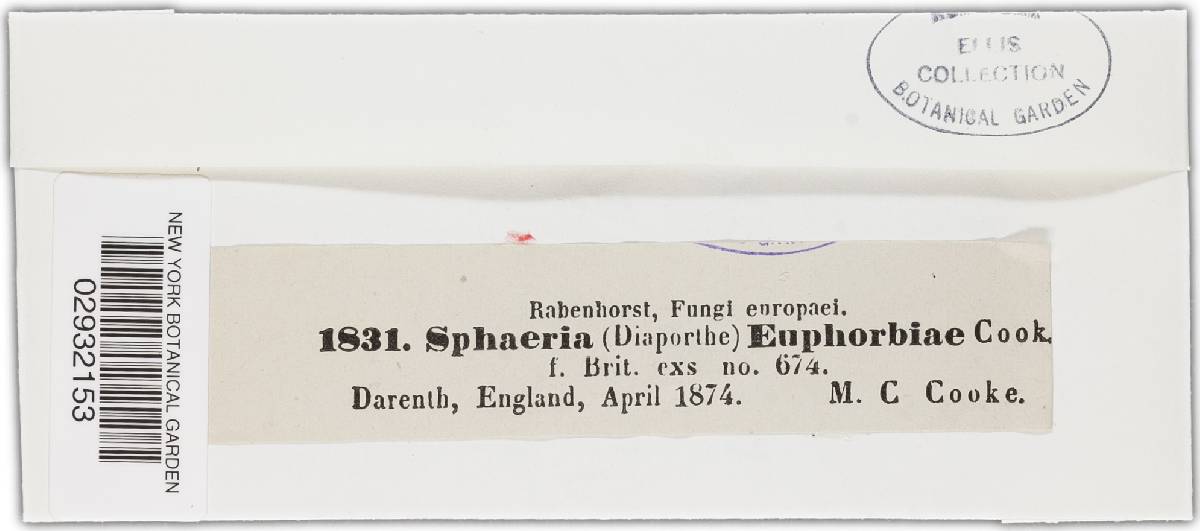 ELLIS
COLLECTION
BOTANICAL GARDEN
NEW YORK BOTANICAL GARDEN
02932153
Rabenhorst, Fungi europaei.
1831. Sphaeria (Diaporthe) Euphorbiae Cook.
f. Brit. exs no. 674.
Darenth, England, April 1874. M. C Cooke.